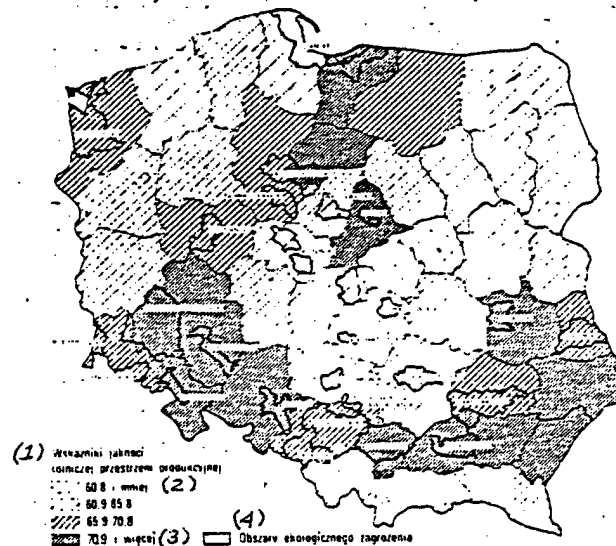 (1) Wskaźniki jakości
rolniczej przestrzeni produkcyjnej
60.8 i mniej (2)
60.9 65.8
65.9 70.8
70.9 i więcej (3) (4) Obszary ekologicznego zagrożenia